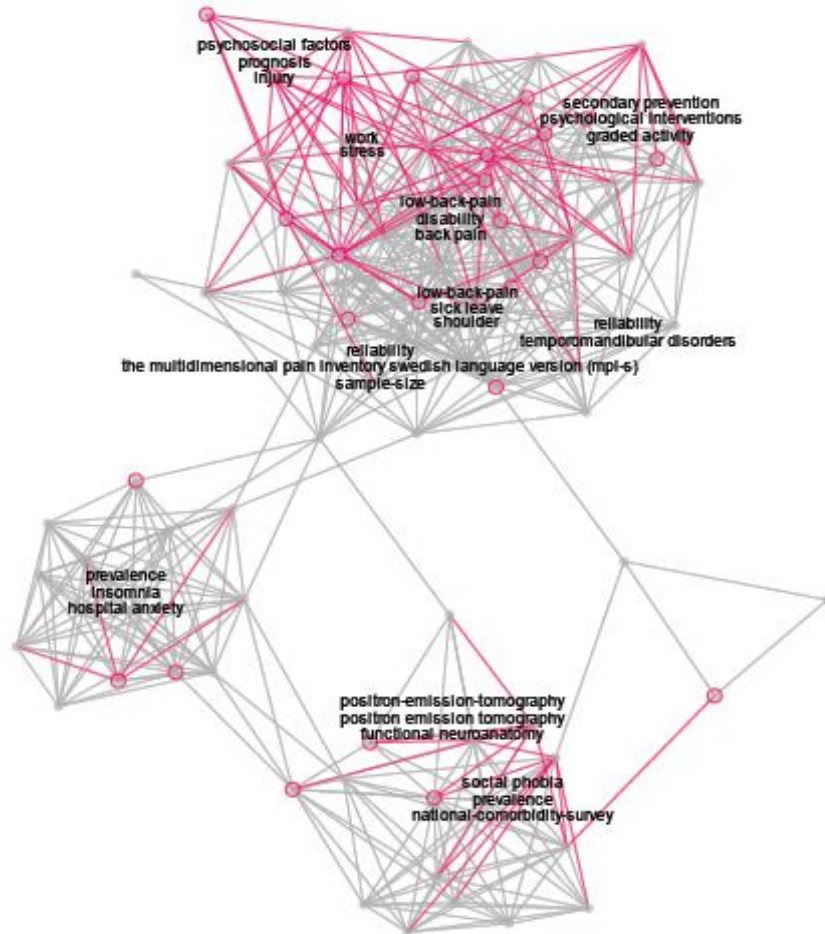 psychosocial factors
prognosis
injury
secondary prevention
psychological interventions
graded activity
work
stress
low-back-pain
disability
back pain
low-back-pain
sick leave
shoulder
reliability
temporomandibular disorders
reliability
the multidimensional pain inventory swedish language version (mpi-s)
sample-size
prevalence
insomnia
hospital anxiety
positron-emission-tomography
positron emission tomography
functional neuroanatomy
social phobia
prevalence
national-comorbidity-survey